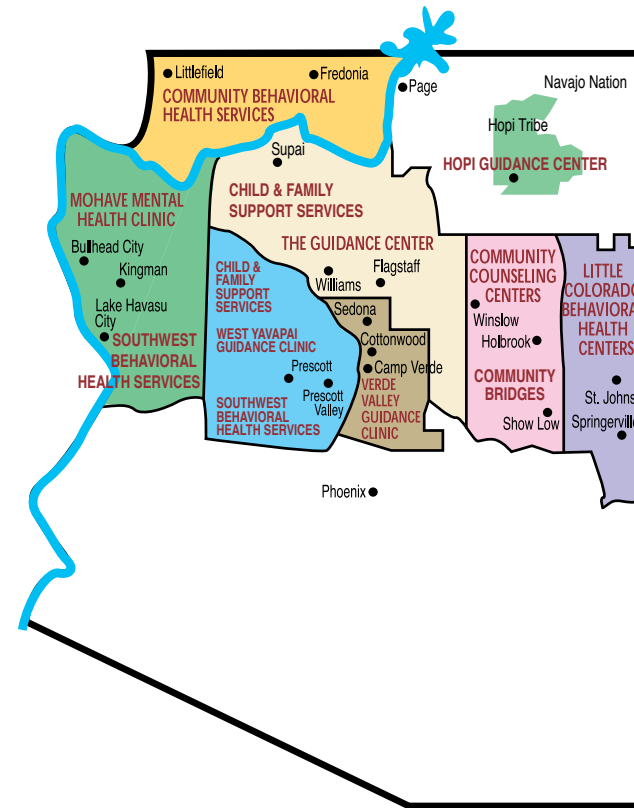 Littlefield
Fredonia
Page
Navajo Nation
COMMUNITY BEHAVIORAL
HEALTH SERVICES
Hopi Tribe
Supai
HOPI GUIDANCE CENTER
MOHAVE MENTAL
HEALTH CLINIC
CHILD & FAMILY
SUPPORT SERVICES
Bullhead City
Kingman
Lake Havasu
City
SOUTHWEST
BEHAVIORAL
HEALTH SERVICES
THE GUIDANCE CENTER
Williams
Flagstaff
CHILD &
FAMILY
SUPPORT
SERVICES
WEST YAVAPAI
GUIDANCE CLINIC
Prescott
Prescott
Valley
SOUTHWEST
BEHAVIORAL
HEALTH SERVICES
Sedona
Cottonwood
Camp Verde
VERDE
VALLEY
GUIDANCE
CLINIC
COMMUNITY
COUNSELING
CENTERS
Winslow
Holbrook
COMMUNITY
BRIDGES
Show Low
LITTLE
COLORADO
BEHAVIORAL
HEALTH
CENTERS
St. Johns
Springerville
Phoenix